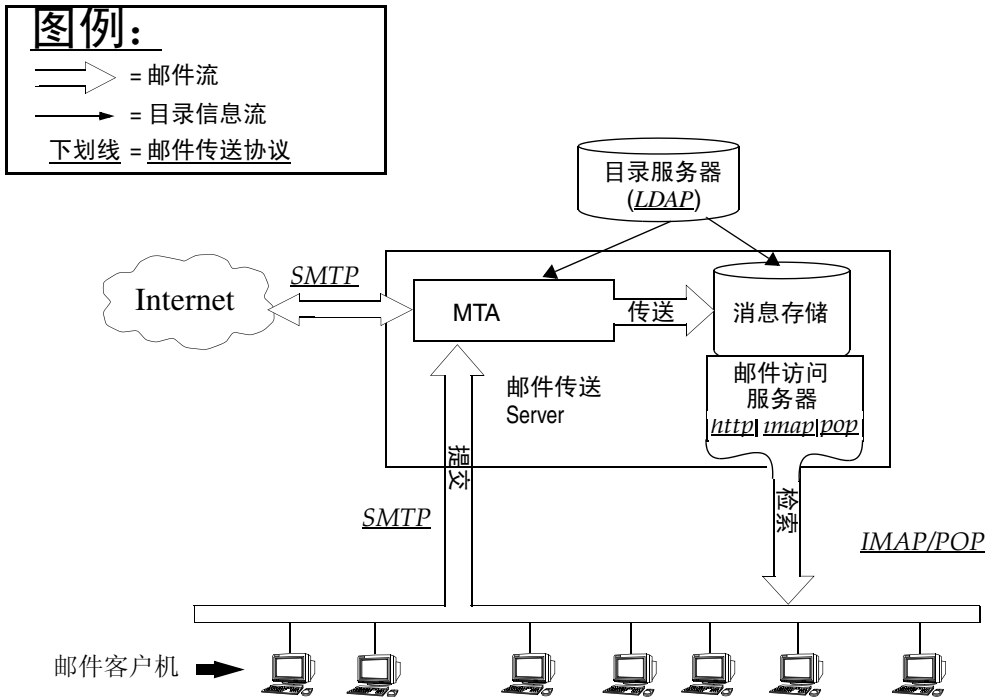 图例：
= 邮件流
= 目录信息流
下划线 = 邮件传送协议
目录服务器
(LDAP)
SMTP
Internet
MTA
传送
消息存储
邮件传送
Server
邮件访问
服务器
http| imap|pop
提交
检索
SMTP
IMAP/POP
邮件客户机